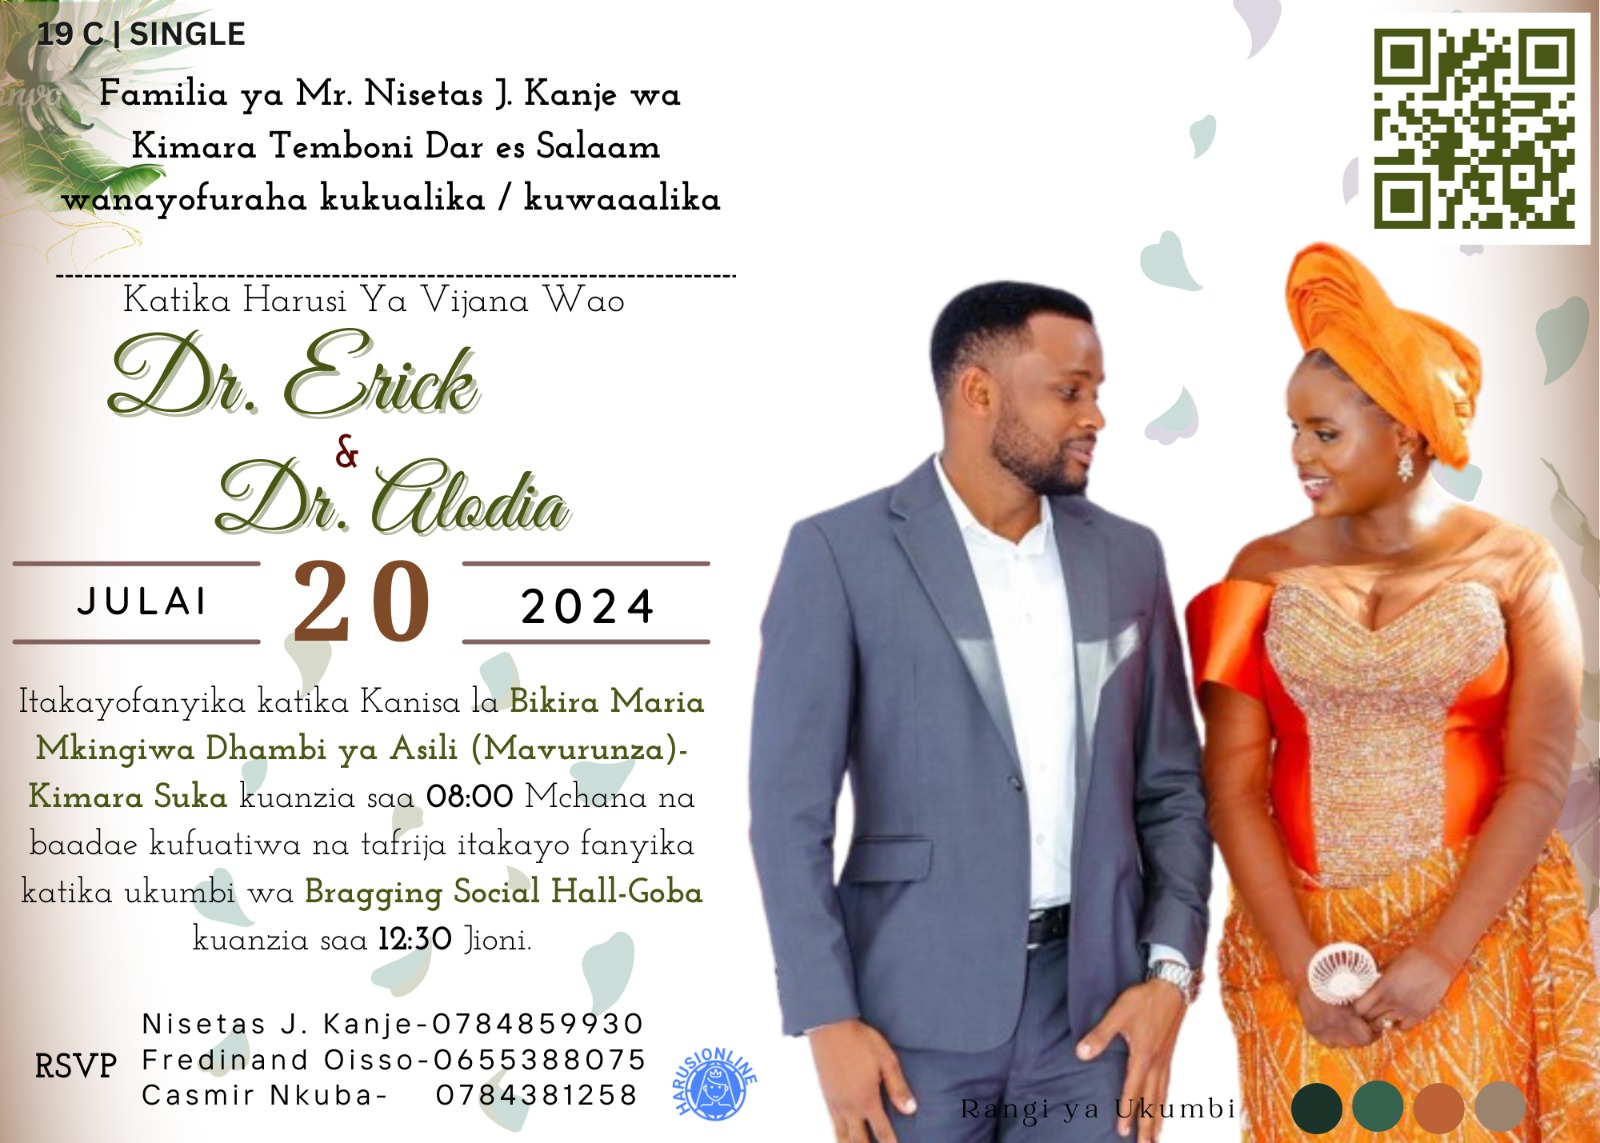 19 C | SINGLE
Familia ya Mr. Nisetas J. Kanje wa
Kimara Temboni Dar es Salaam
wanayofuraha kukualika / kuwaaalika
Katika Harusi Ya Vijana Wao
Dr. Erick
&
Dr. Alodia
JULAI 20 2024
Itakayofanyika katika Kanisa la Bikira Maria
Mkingiwa Dhambi ya Asili (Mavurunza)-
Kimara Suka kuanzia saa 08:00 Mchana na
baadae kufuatiwa na tafrija itakayo fanyika
katika ukumbi wa Bragging Social Hall-Goba
kuanzia saa 12:30 Jioni.
Nisetas J. Kanje-0784859930
RSVP Fredinand Oisso-0655388075
Casmir Nkuba- 0784381258
HARUSIONLINE
Rangi ya Ukumbi